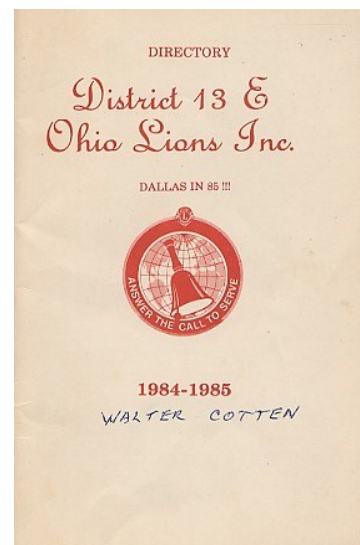 DIRECTORY
District 13 E
Ohio Lions Inc.
DALLAS IN 85 !!!
L
ANSWER THE CALL TO SERVE
1984-1985
WALTER COTTEN